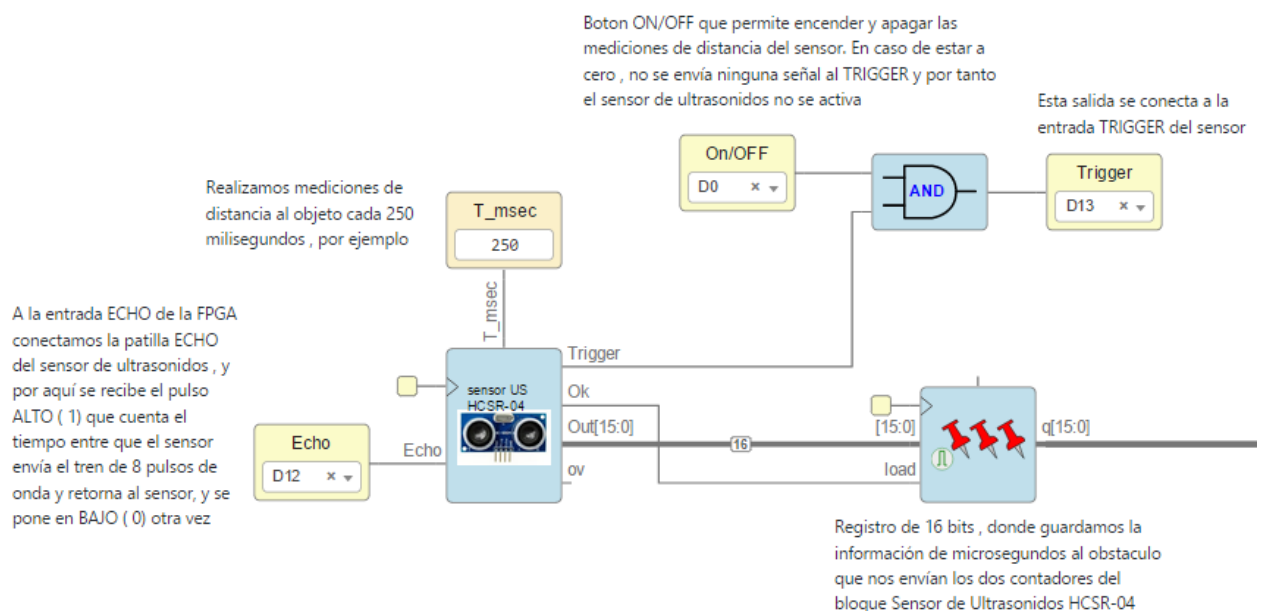 Boton ON/OFF que permite encender y apagar las
mediciones de distancia del sensor. En caso de estar a
cero , no se envía ninguna señal al TRIGGER y por tanto
el sensor de ultrasonidos no se activa
Esta salida se conecta a la
entrada TRIGGER del sensor
On/OFF
D0
AND
Trigger
D13
Realizamos mediciones de
distancia al objeto cada 250
milisegundos , por ejemplo
T_msec
250
T_msec
A la entrada ECHO de la FPGA
conectamos la patilla ECHO
del sensor de ultrasonidos , y
por aquí se recibe el pulso
ALTO ( 1) que cuenta el
tiempo entre que el sensor
envía el tren de 8 pulsos de
onda y retorna al sensor, y se
pone en BAJO ( 0) otra vez
Echo
D12
Echo
sensor US
HCSR-04
Trigger
Ok
Out[15:0]
ov
16
[15:0]
load
q[15:0]
Registro de 16 bits , donde guardamos la
información de microsegundos al obstaculo
que nos envían los dos contadores del
bloque Sensor de Ultrasonidos HCSR-04